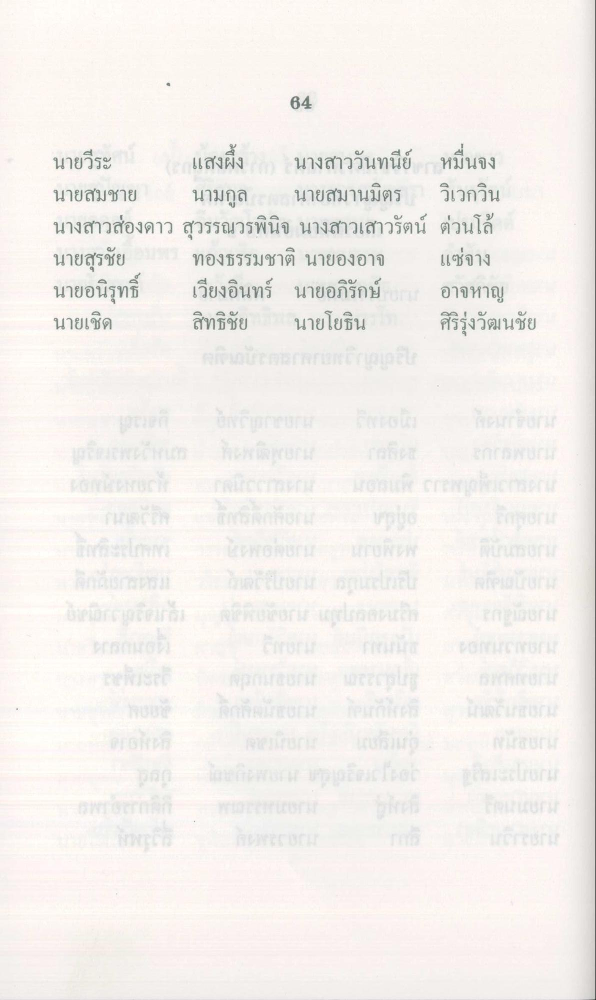 64
นายวีระ แสงผึ้ง นางสาววันทนีย์ หมื่นจง
นายสมชาย นามกูล นายสมานมิตร วิเวกวิน
นางสาวส่องดาว สุวรรณวรพินิจ นางสาวเสาวรัตน์ ต่วนโล้
นายสุรชัย ทองธรรมชาติ นายองอาจ แซ่จาง
นายอนิรุทธิ์ เวียงอินทร์ นายอภิรักษ์ อาจหาญ
นายเชิด สิทธิชัย นายโยธิน ศิริรุ่งวัฒนชัย